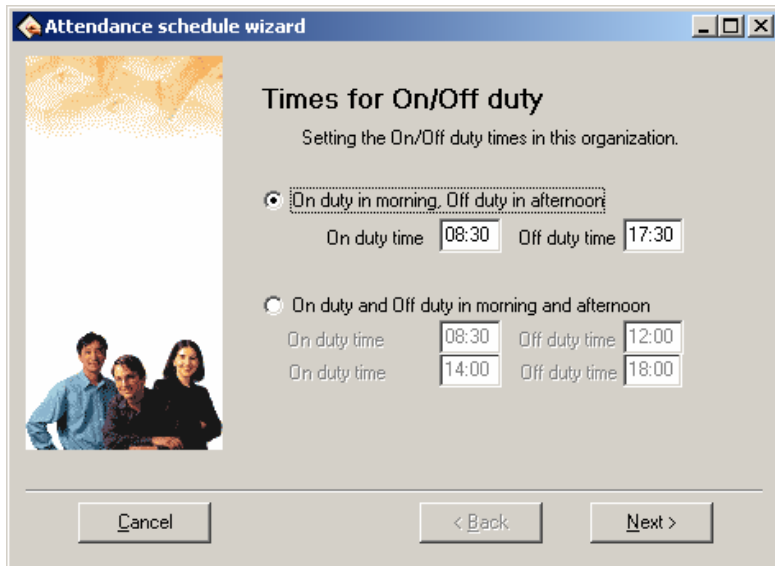 Attendance schedule wizard
Times for On/Off duty
Setting the On/Off duty times in this organization.
On duty in morning, Off duty in afternoon
On duty time 08:30 Off duty time 17:30
On duty and Off duty in morning and afternoon
On duty time 08:30 Off duty time 12:00
On duty time 14:00 Off duty time 18:00
Cancel < Back Next >